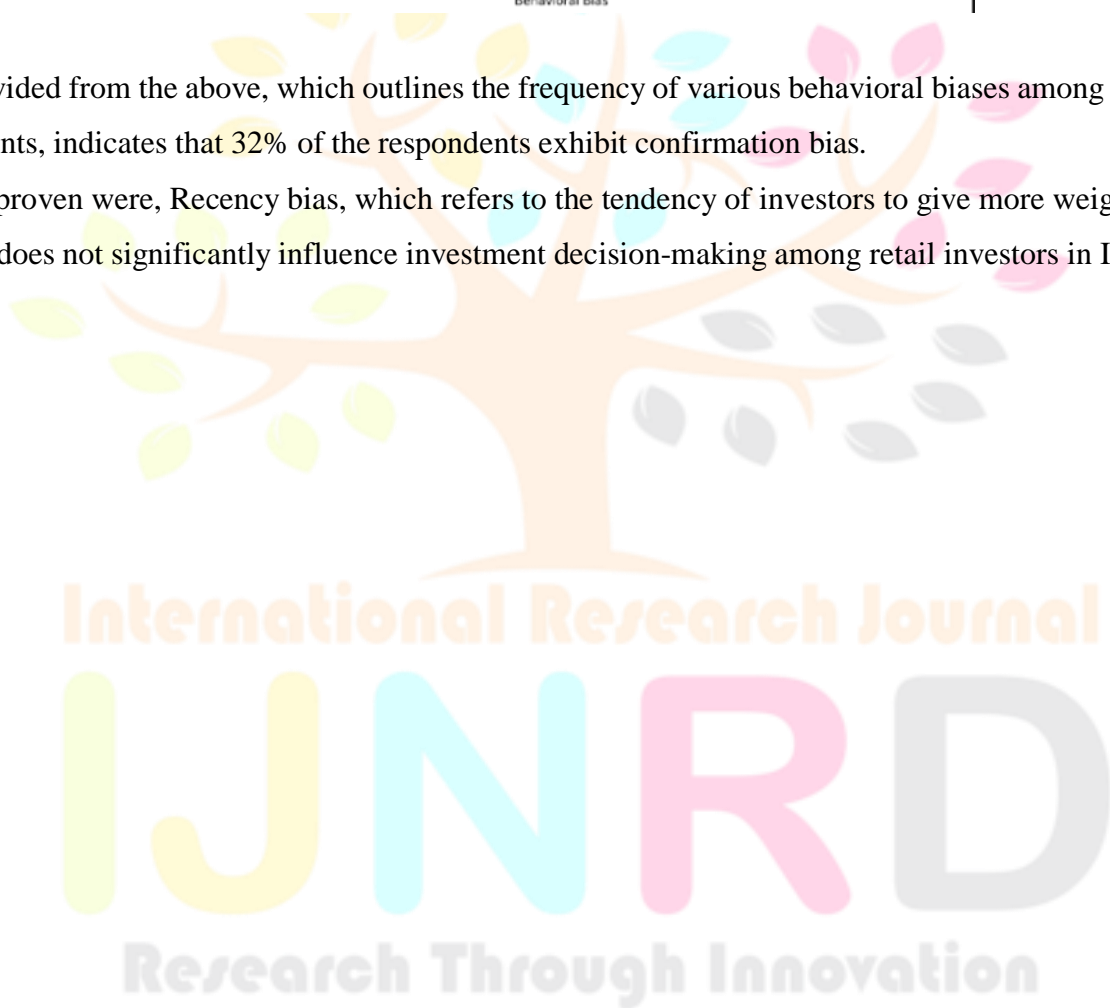 Behavioral Bias
vided from the above, which outlines the frequency of various behavioral biases among
nts, indicates that 32% of the respondents exhibit confirmation bias.
proven were, Recency bias, which refers to the tendency of investors to give more weig
does not significantly influence investment decision-making among retail investors in I
International Research Journal
IJNRD
Research Through Innovation